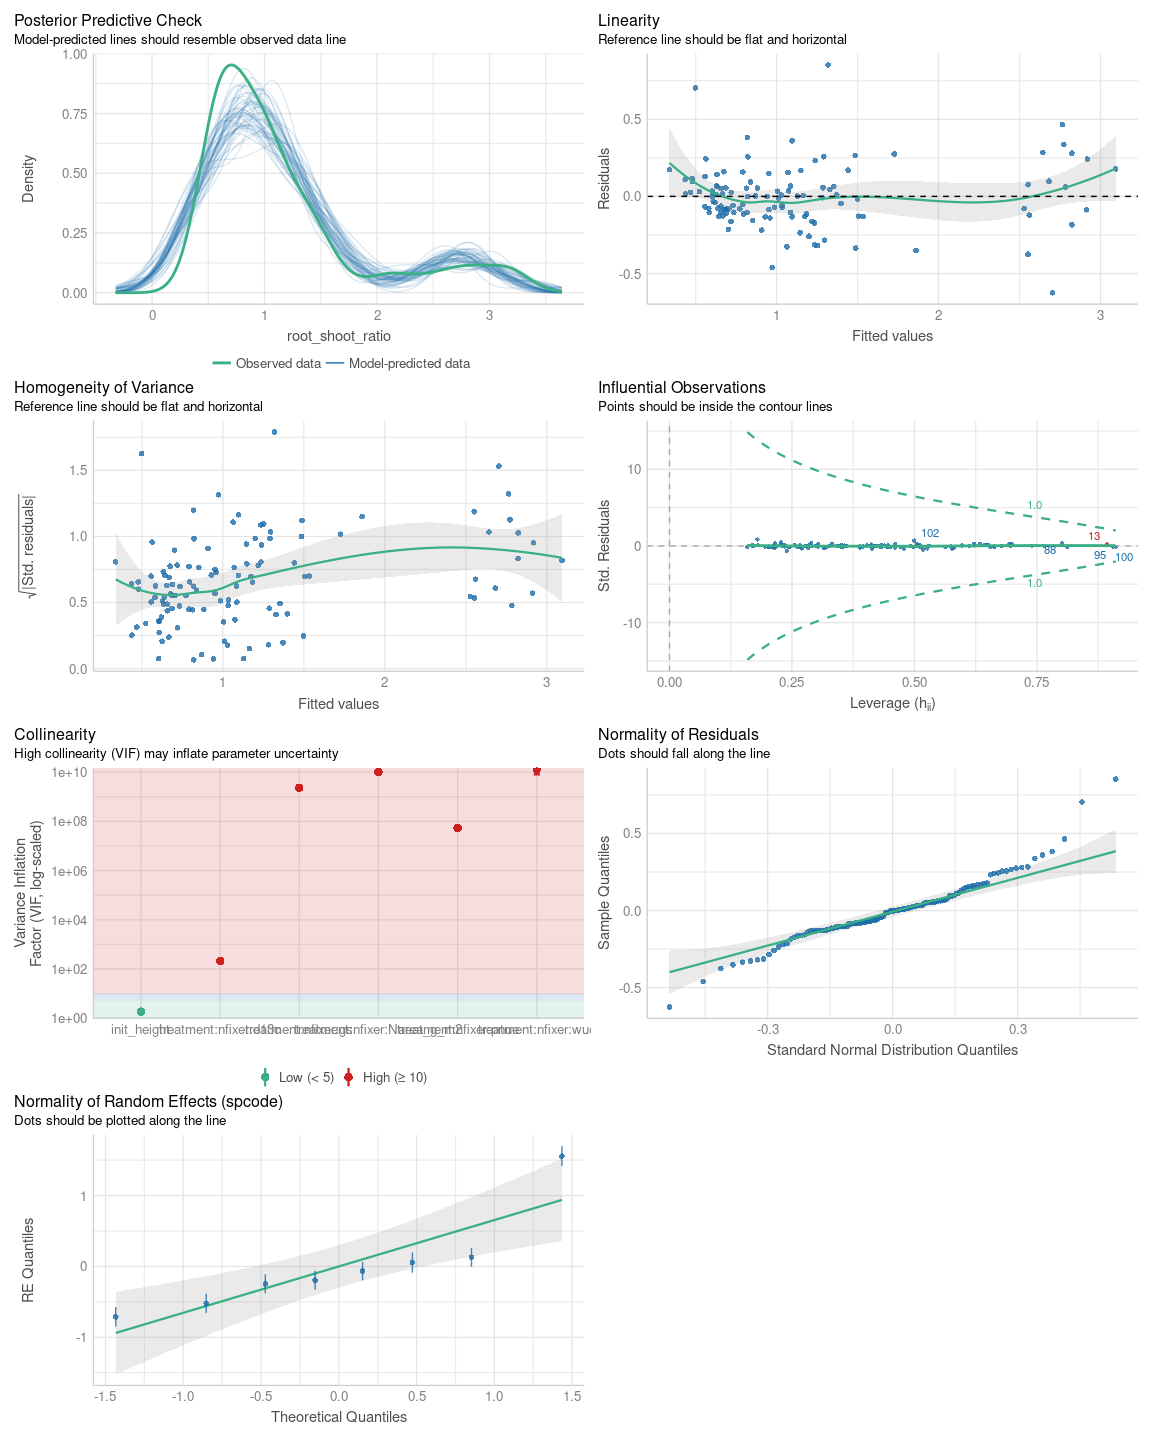 Posterior Predictive Check
Model-predicted lines should resemble observed data line
1.00
0.75
0.50
0.25
0.00
Density
0
1
2
3
root_shoot_ratio
Observed data
Model-predicted data
Linearity
Reference line should be flat and horizontal
0.5
0.0
-0.5
Residuals
1
2
3
Fitted values
Homogeneity of Variance
Reference line should be flat and horizontal
1.5
1.0
0.5
0.0
√|Std. residuals|
1
2
3
Fitted values
Influential Observations
Points should be inside the contour lines
10
0
-10
Std. Residuals
1.0
102
13
88
95
100
1.0
0.00
0.25
0.50
0.75
Leverage (hii)
Collinearity
High collinearity (VIF) may inflate parameter uncertainty
1e+10
1e+08
1e+06
1e+04
1e+02
1e+00
Variance Inflation
Factor (VIF, log-scaled)
init_height
Low (< 5)
High (≥ 10)
Normality of Residuals
Dots should fall along the line
0.5
0.0
-0.5
Sample Quantiles
-0.3
0.0
0.3
Standard Normal Distribution Quantiles
Normality of Random Effects (spcode)
Dots should be plotted along the line
1
0
-1
RE Quantiles
-1.5
-1.0
-0.5
0.0
0.5
1.0
1.5
Theoretical Quantiles